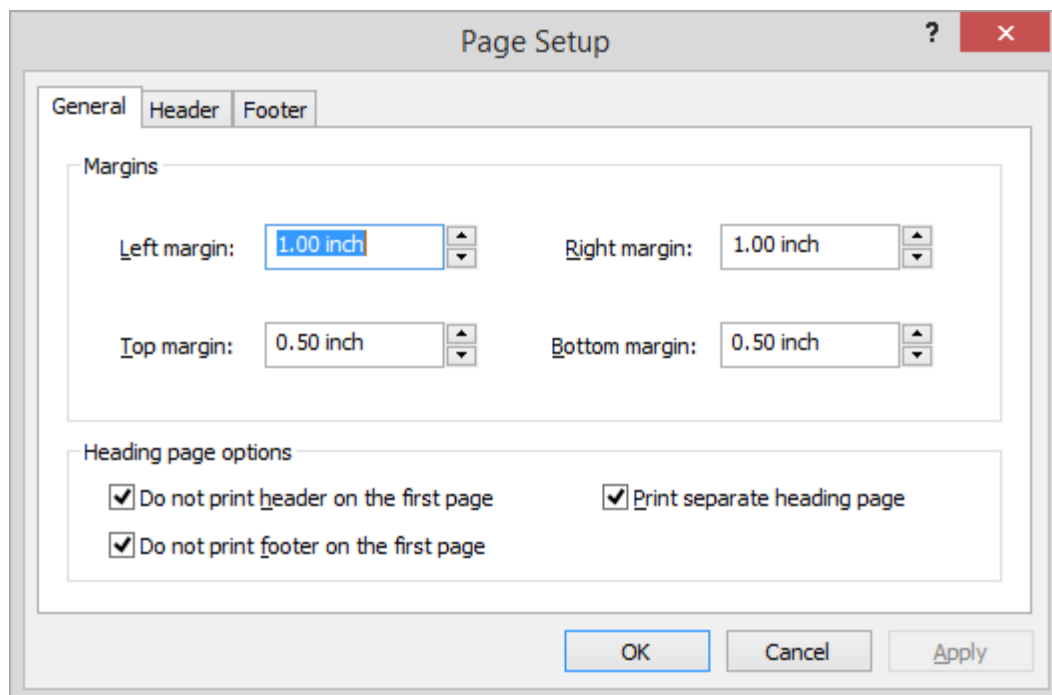 Page Setup
?
General Header Footer
Margins
Left margin: 1.00 inch Right margin: 1.00 inch
Top margin: 0.50 inch Bottom margin: 0.50 inch
Heading page options
Do not print header on the first page Print separate heading page
Do not print footer on the first page
OK Cancel Apply